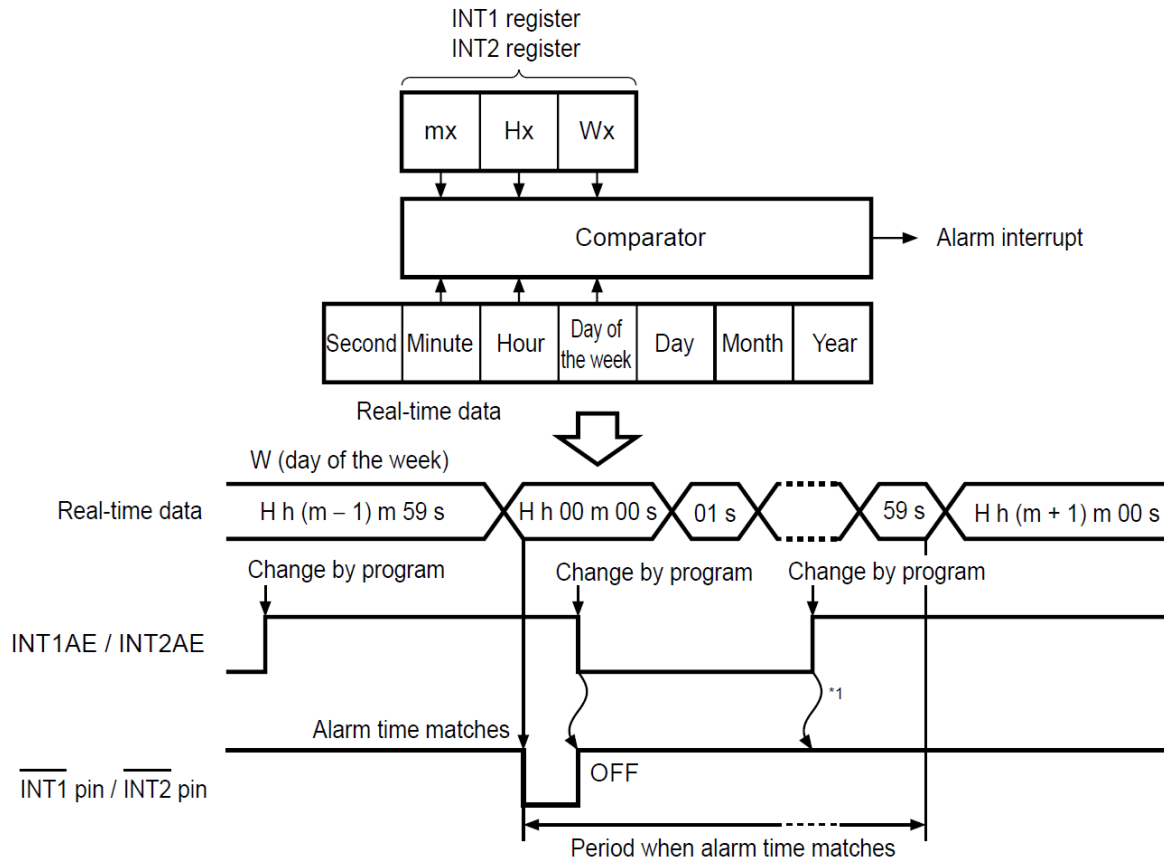 INT1 register
INT2 register
mx Hx Wx
Comparator
Alarm interrupt
Second Minute Hour Day of the week Day Month Year
Real-time data
W (day of the week)
Real-time data
H h (m − 1) m 59 s
H h 00 m 00 s
01 s
59 s
H h (m + 1) m 00 s
Change by program
Change by program
Change by program
INT1AE / INT2AE
*1
Alarm time matches
OFF
INT1 pin / INT2 pin
Period when alarm time matches